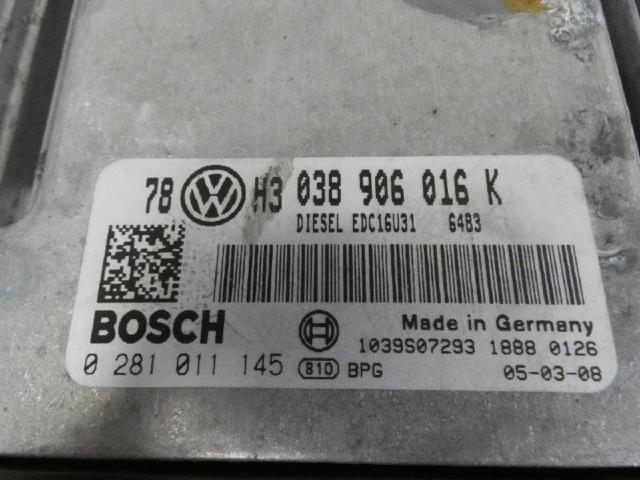 78 VW H3 038 906 016 K
DIESEL EDC16U31 6483
BOSCH
Made in Germany
1039S07293 1888 0126
0 281 011 145 810 BPG 05-03-08